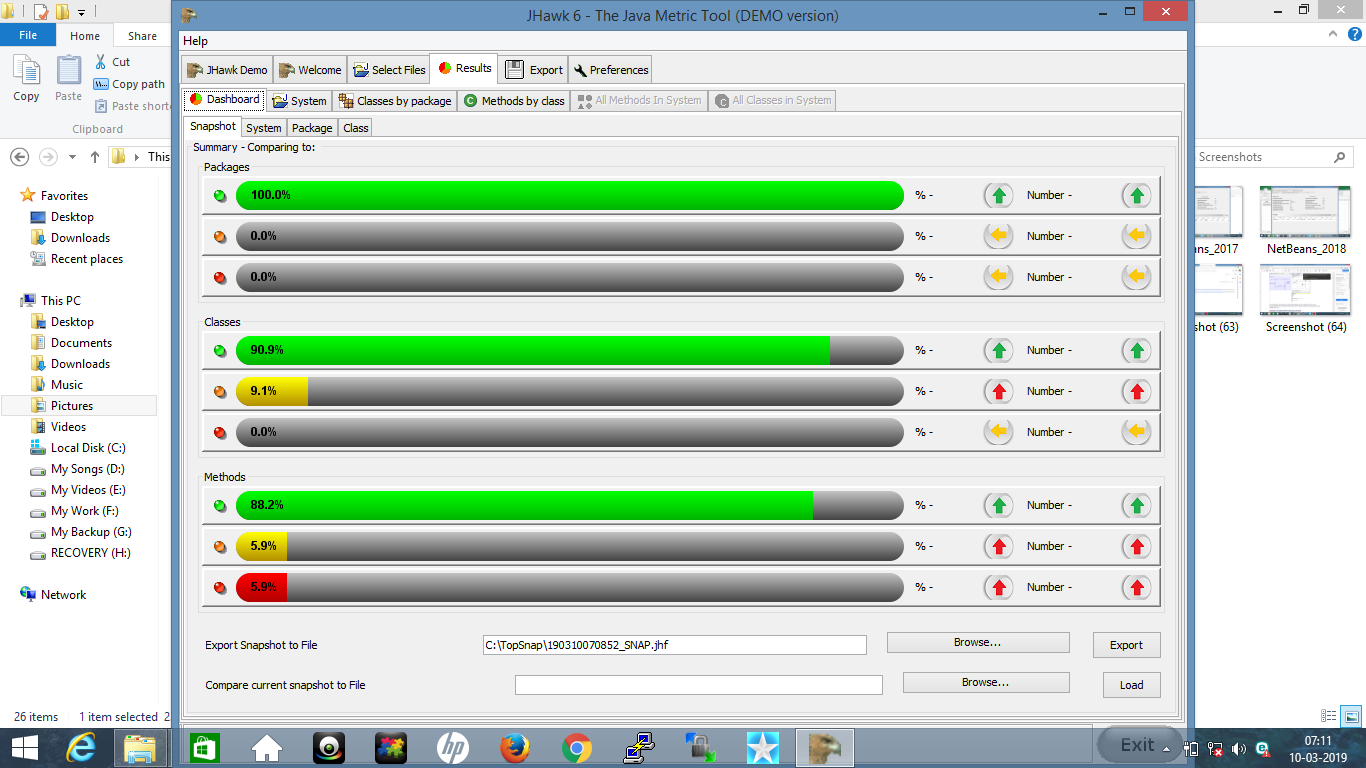 JHawk 6 - The Java Metric Tool (DEMO version)
File
Home
Share
Help
Copy
Paste
Cut
Copy path
Paste shortc
Clipboard
JHawk Demo
Welcome
Select Files
Results
Export
Preferences
Dashboard
System
Classes by package
Methods by class
All Methods In System
All Classes in System
Snapshot
System
Package
Class
This
Screenshots
Summary - Comparing to:
Packages
100.0%
% -
Number -
0.0%
% -
Number -
0.0%
% -
Number -
Classes
90.9%
% -
Number -
9.1%
% -
Number -
0.0%
% -
Number -
Methods
88.2%
% -
Number -
5.9%
% -
Number -
5.9%
% -
Number -
Export Snapshot to File
C:\TopSnap\190310070852_SNAP.jhf
Browse...
Export
Compare current snapshot to File
Browse...
Load
Favorites
Desktop
Downloads
Recent places
This PC
Desktop
Documents
Downloads
Music
Pictures
Videos
Local Disk (C:)
My Songs (D:)
My Videos (E:)
My Work (F:)
My Backup (G:)
RECOVERY (H:)
Network
ns_2017
NetBeans_2018
shot (63)
Screenshot (64)
26 items
1 item selected
2
Exit
07:11
10-03-2019